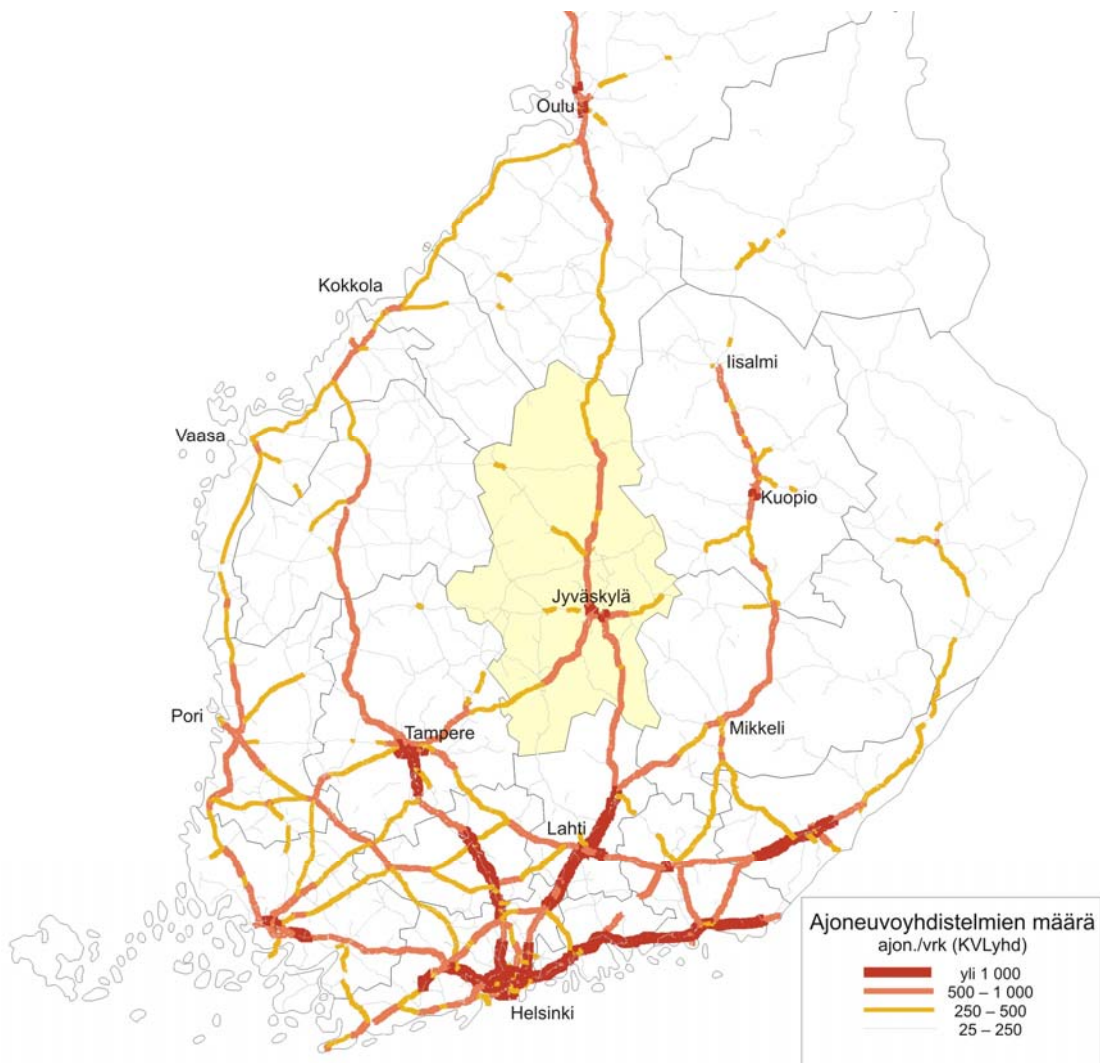 Oulu
Kokkola
Iisalmi
Vaasa
Kuopio
Jyväskylä
Pori
Tampere
Mikkeli
Lahti
Helsinki
Ajoneuvoyhdistelmien määrä
ajon./vrk (KVLyhd)
yli 1 000
500 – 1 000
250 – 500
25 – 250